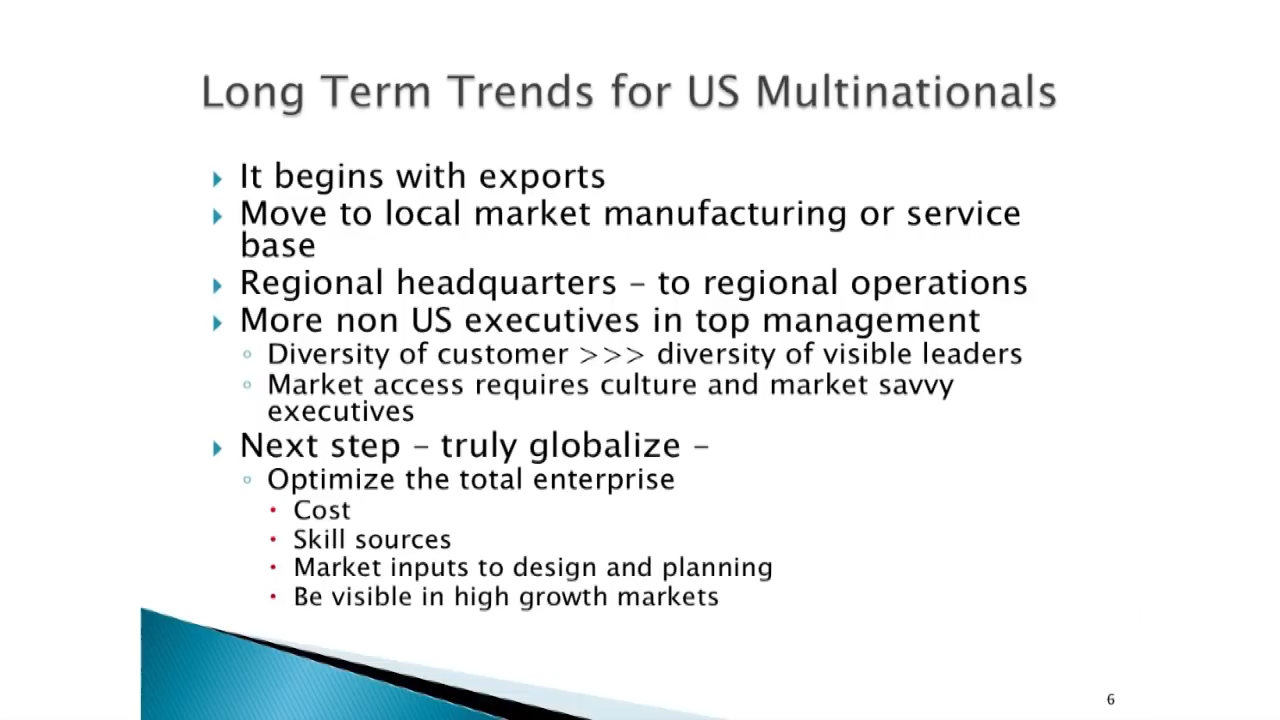 Long Term Trends for US Multinationals
It begins with exports
Move to local market manufacturing or service
base
Regional headquarters – to regional operations
More non US executives in top management
Diversity of customer >>> diversity of visible leaders
Market access requires culture and market savvy
executives
Next step – truly globalize –
Optimize the total enterprise
Cost
Skill sources
Market inputs to design and planning
Be visible in high growth markets
6